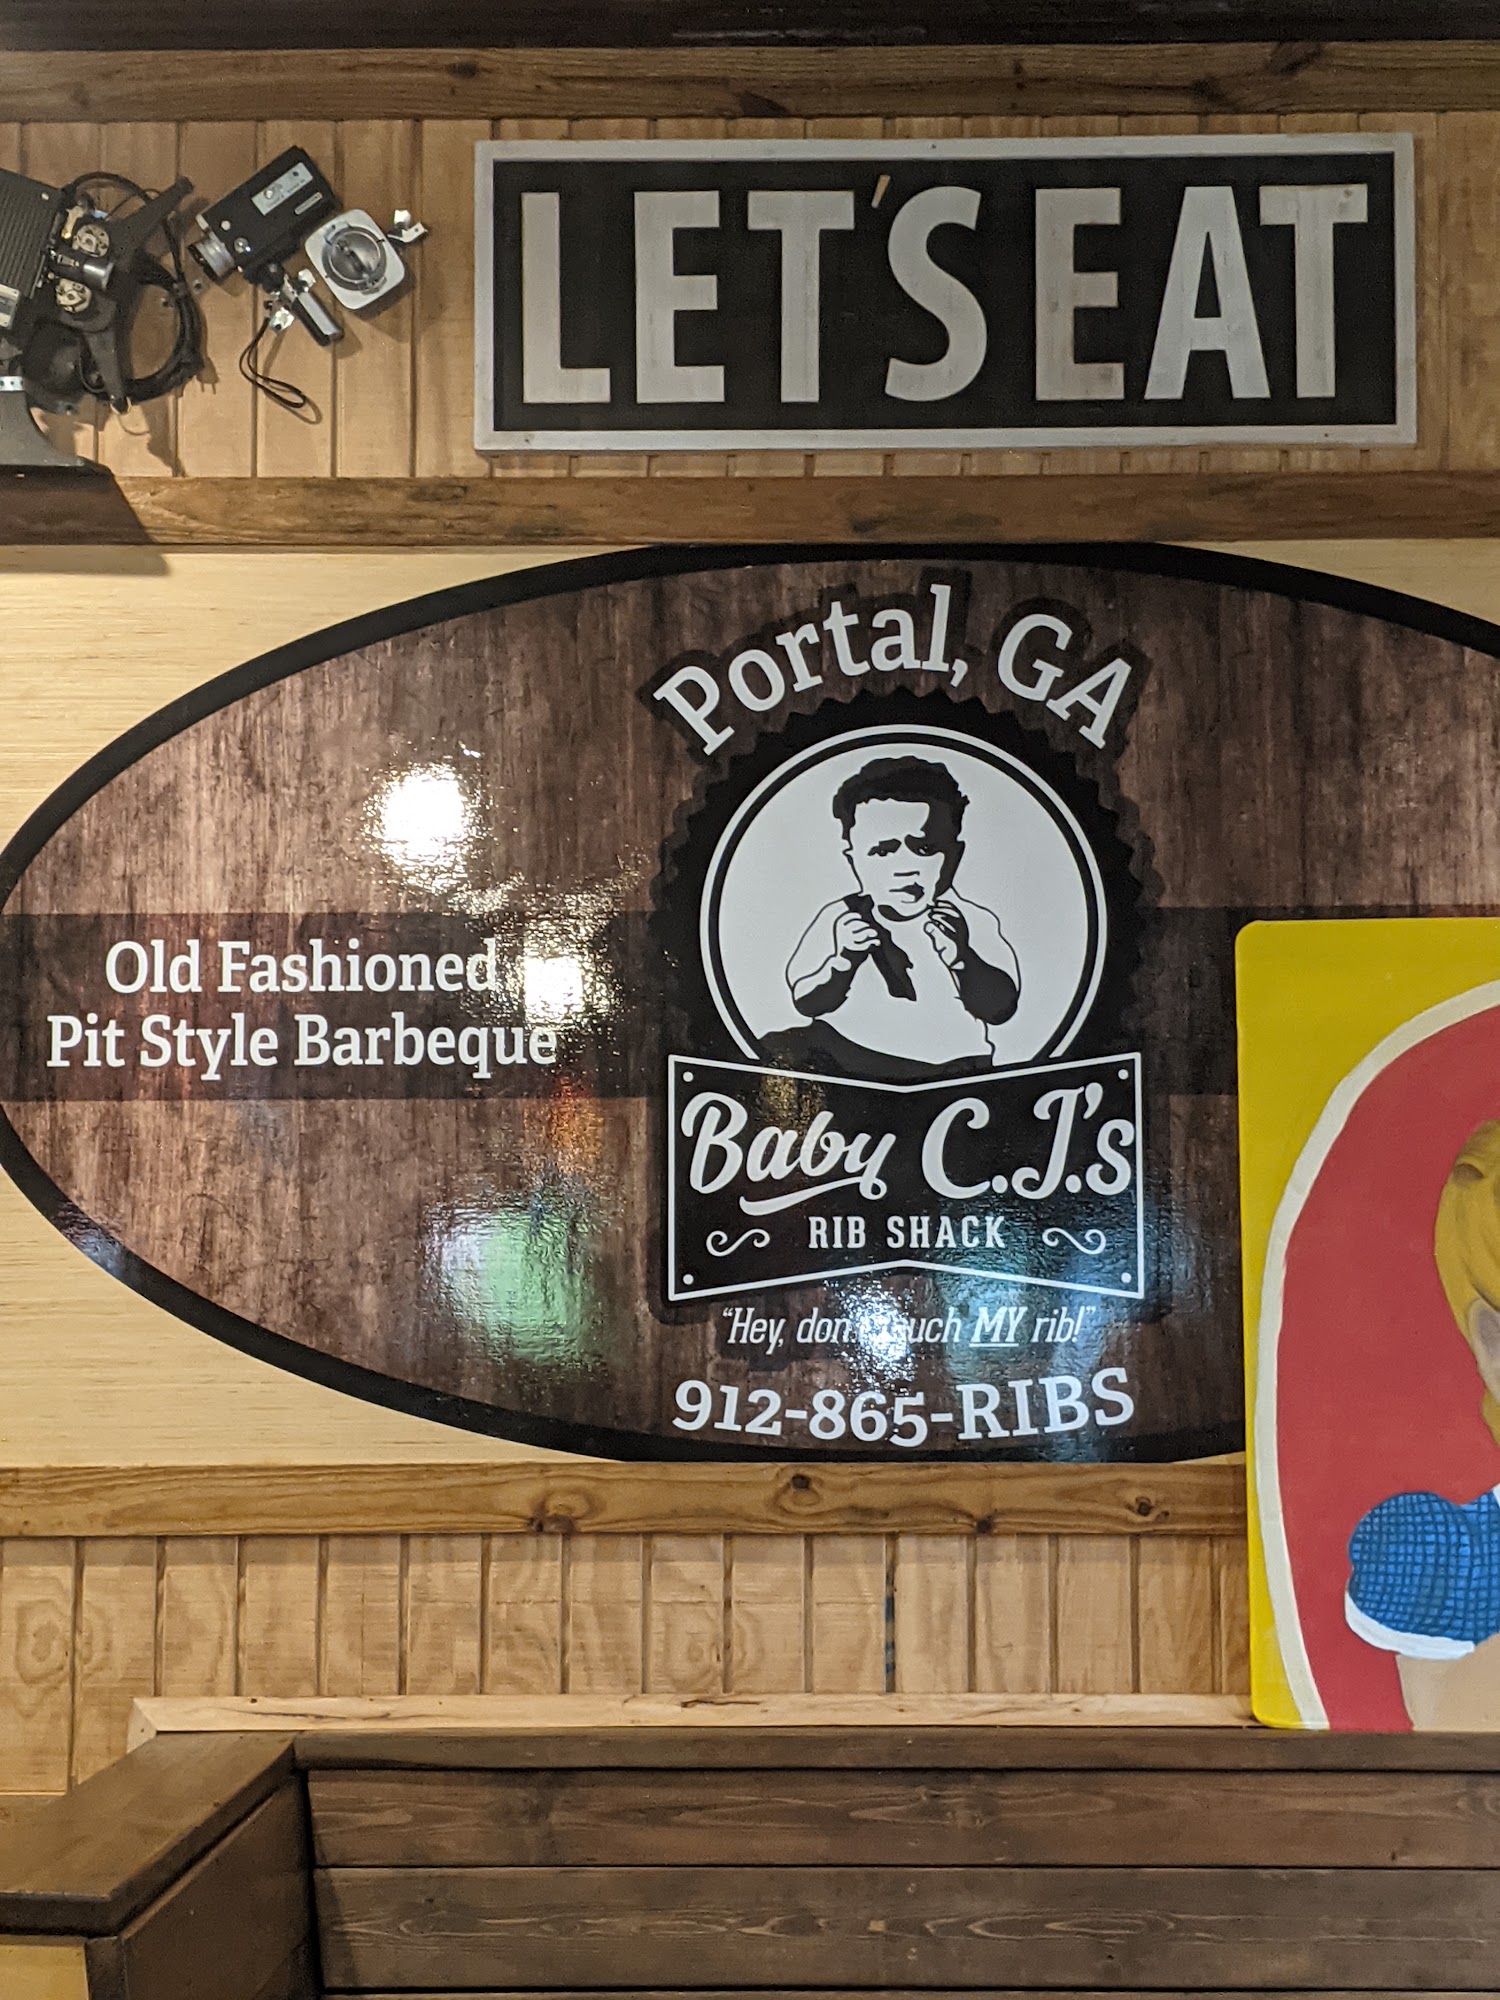 LET'S EAT
Portal, GA
Old Fashioned
Pit Style Barbeque
Baby C.J.'s
RIB SHACK
"Hey, don't touch MY rib!"
912-865-RIBS